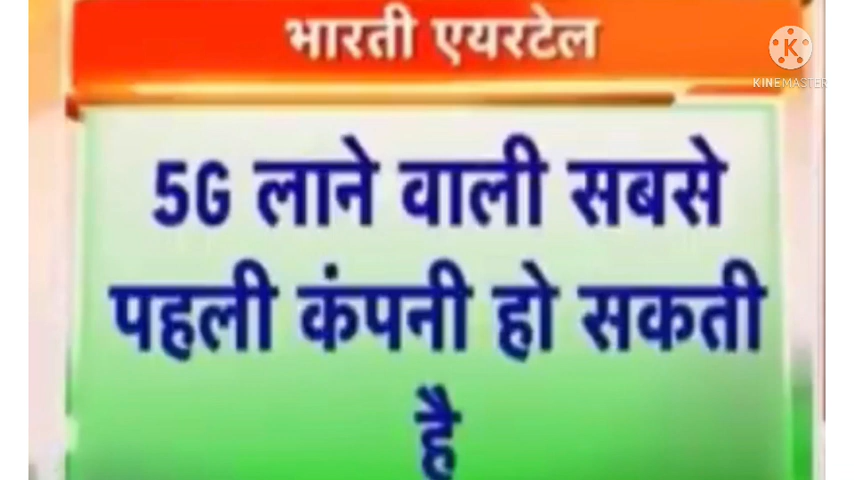 भारती एयरटेल
K
KINEMASTER
5G लाने वाली सबसे
पहली कंपनी हो सकती
है